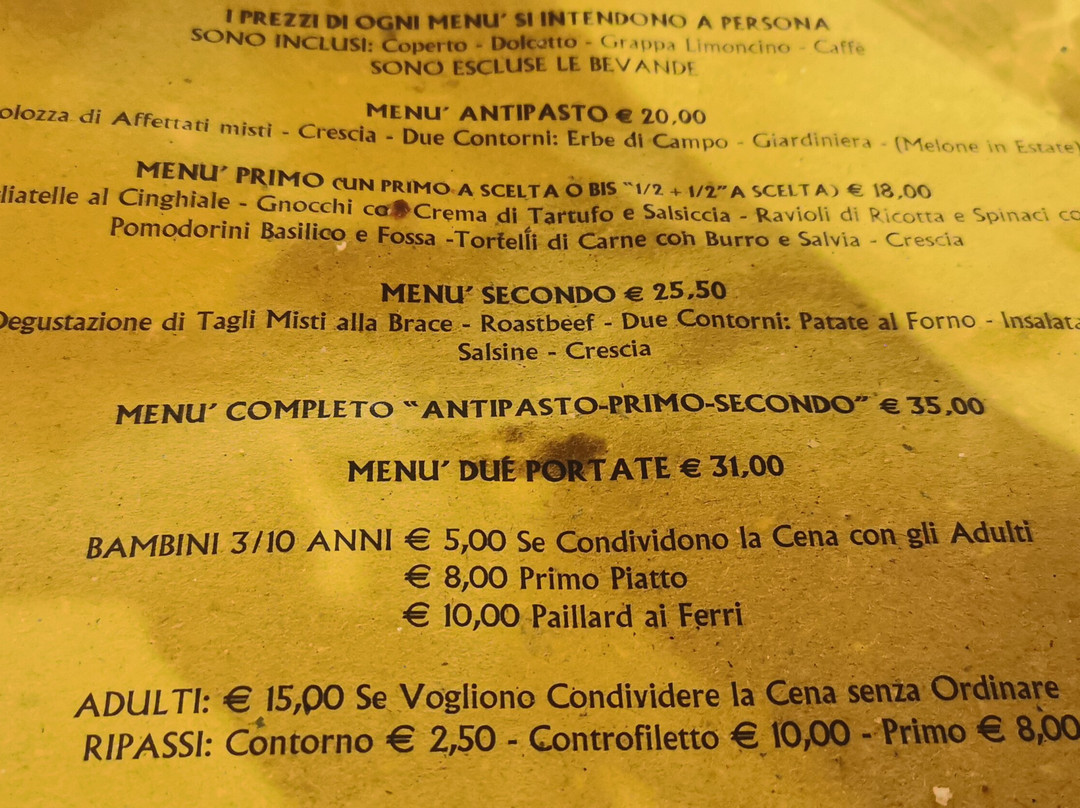 I PREZZI DI OGNI MENU' SI INTENDONO A PERSONA
SONO INCLUSI: Coperto - Dolcetto - Grappa Limoncino - Caffè
SONO ESCLUSE LE BEVANDE
MENU' ANTIPASTO € 20,00
di Affettati misti - Crescia - Due Contorni: Erbe di Campo - Giardiniera - (Melone in Estate)
MENU' PRIMO (UN PRIMO A SCELTA O BIS "1/2 + 1/2" A SCELTA) € 18,00
al Cinghiale - Gnocchi Crema di Tartufo e Salsiccia - Ravioli di Ricotta e Spinaci
Pomodorini Basilico e Fossa -Tortelli di Carne con Burro e Salvia - Crescia
MENU' SECONDO € 25,50
Degustazione di Tagli Misti alla Brace - Roastbeef - Due Contorni: Patate al Forno - Insalata
Salsine - Crescia
MENU' COMPLETO "ANTIPASTO-PRIMO-SECONDO" € 35,00
MENU' DUE PORTATE € 31,00
BAMBINI 3/10 ANNI € 5,00 Se Condividono la Cena con gli Adulti
€ 8,00 Primo Piatto
€ 10,00 Paillard ai Ferri
ADULTI: € 15,00 Se Vogliono Condividere la Cena senza Ordinare
RIPASSI: Contorno € 2,50 - Controfiletto € 10,00 - Primo € 8,00